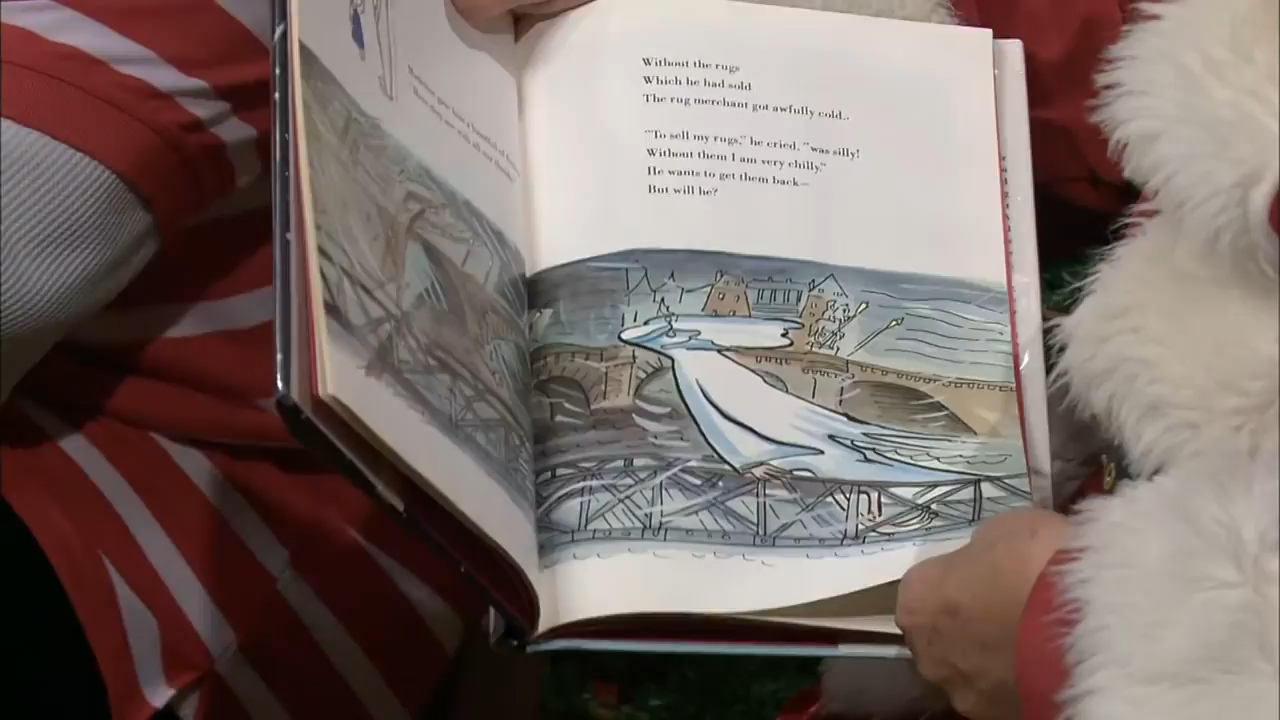 Without the rugs
Which he had sold
The rug merchant got awfully cold..
"To sell my rugs," he cried, "was silly!
Without them I am very chilly."
He wants to get them back—
But will he?